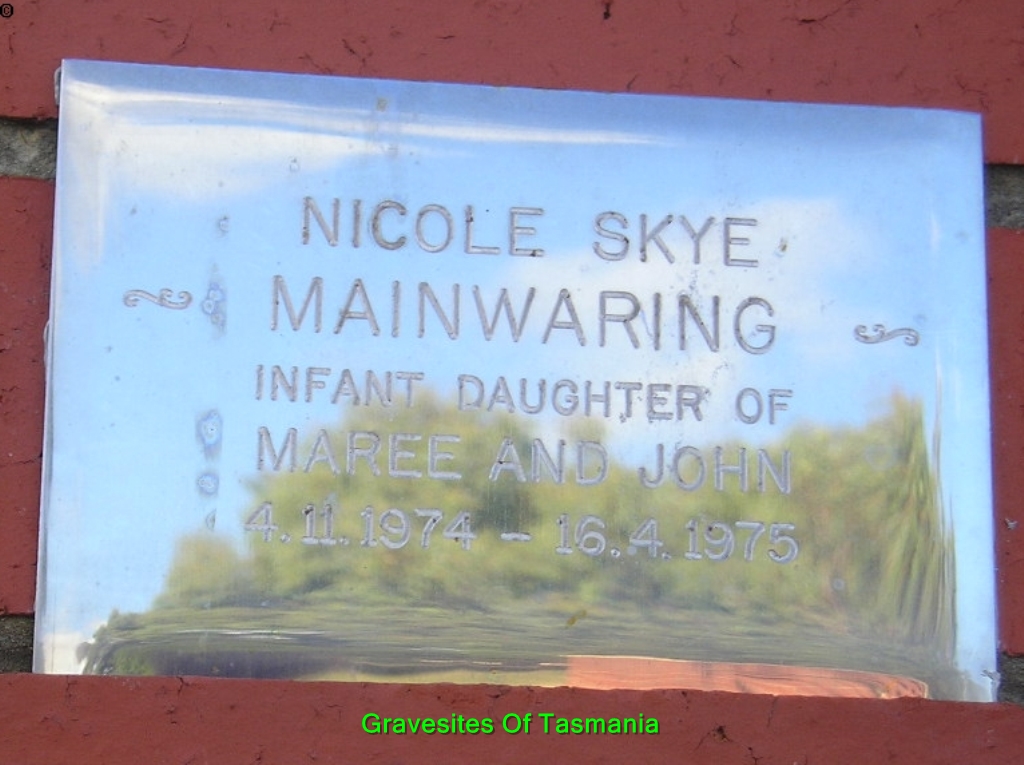 ©
NICOLE SKYE
MAINWARING
INFANT DAUGHTER OF
MAREE AND JOHN
4.11.1974 – 16.4.1975
Gravesites Of Tasmania